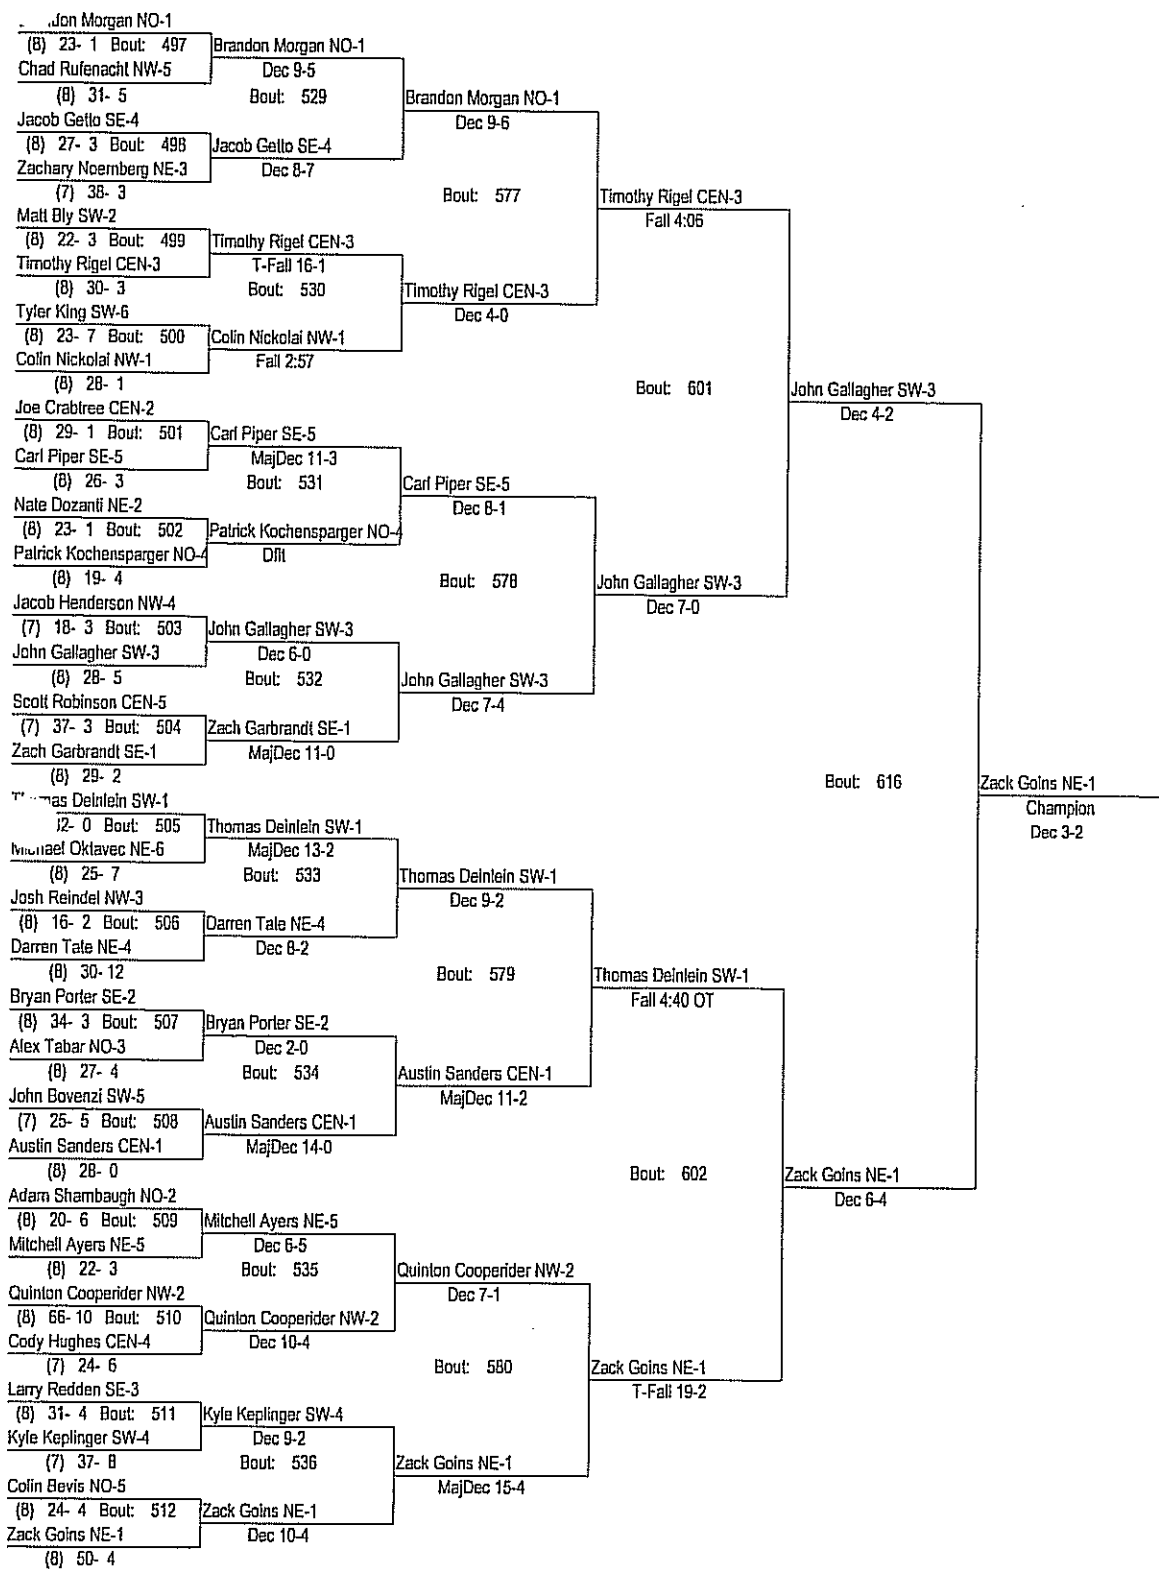 don Morgan NO-1
(8) 23- 1 Bout: 497
Chad Rufenacht NW-5
(8) 31- 5
Jacob Getto SE-4
(8) 27- 3 Bout: 498
Zachary Noernberg NE-3
(7) 38- 3
Matt Bly SW-2
(8) 22- 3 Bout: 499
Timothy Rigel CEN-3
(8) 30- 3
Tyler King SW-6
(8) 23- 7 Bout: 500
Colin Nickolai NW-1
(8) 28- 1
Joe Crabtree CEN-2
(8) 29- 1 Bout: 501
Carl Piper SE-5
(8) 26- 3
Nate Dozanti NE-2
(8) 23- 1 Bout: 502
Patrick Kochensparger NO-4
(8) 19- 4
Jacob Henderson NW-4
(7) 18- 3 Bout: 503
John Gallagher SW-3
(8) 28- 5
Scott Robinson CEN-5
(7) 37- 3 Bout: 504
Zach Garbrandt SE-1
(8) 29- 2
Thomas Deinlein SW-1
2- 0 Bout: 505
Michael Oktavec NE-6
(8) 25- 7
Josh Reindel NW-3
(8) 16- 2 Bout: 506
Darren Tate NE-4
(8) 30- 12
Bryan Porter SE-2
(8) 34- 3 Bout: 507
Alex Tabar NO-3
(8) 27- 4
John Bovenzi SW-5
(7) 25- 5 Bout: 508
Austin Sanders CEN-1
(8) 28- 0
Adam Shambaugh NO-2
(8) 20- 6 Bout: 509
Mitchell Ayers NE-5
(8) 22- 3
Quinton Cooperider NW-2
(8) 66- 10 Bout: 510
Cody Hughes CEN-4
(7) 24- 6
Larry Redden SE-3
(8) 31- 4 Bout: 511
Kyle Keplinger SW-4
(7) 37- 8
Colin Bevis NO-5
(8) 24- 4 Bout: 512
Zack Goins NE-1
(8) 50- 4
Brandon Morgan NO-1
Dec 9-5
Bout: 529
Jacob Getto SE-4
Dec 8-7
Timothy Rigel CEN-3
T-Fall 16-1
Bout: 530
Colin Nickolai NW-1
Fall 2:57
Carl Piper SE-5
MajDec 11-3
Bout: 531
Patrick Kochensparger NO-4
Dflt
John Gallagher SW-3
Dec 6-0
Bout: 532
Zach Garbrandt SE-1
MajDec 11-0
Thomas Deinlein SW-1
MajDec 13-2
Bout: 533
Darren Tate NE-4
Dec 8-2
Bryan Porter SE-2
Dec 2-0
Bout: 534
Austin Sanders CEN-1
MajDec 14-0
Mitchell Ayers NE-5
Dec 6-5
Bout: 535
Quinton Cooperider NW-2
Dec 10-4
Kyle Keplinger SW-4
Dec 9-2
Bout: 536
Zack Goins NE-1
Dec 10-4
Brandon Morgan NO-1
Dec 9-6
Bout: 577
Timothy Rigel CEN-3
Dec 4-0
Carl Piper SE-5
Dec 8-1
Bout: 578
John Gallagher SW-3
Dec 7-4
Thomas Deinlein SW-1
Dec 9-2
Bout: 579
Austin Sanders CEN-1
MajDec 11-2
Quinton Cooperider NW-2
Dec 7-1
Bout: 580
Zack Goins NE-1
MajDec 15-4
Timothy Rigel CEN-3
Fall 4:06
Bout: 601
John Gallagher SW-3
Dec 7-0
Thomas Deinlein SW-1
Fall 4:40 OT
Bout: 602
Zack Goins NE-1
T-Fall 19-2
John Gallagher SW-3
Dec 4-2
Bout: 616
Zack Goins NE-1
Dec 6-4
Zack Goins NE-1
Champion
Dec 3-2